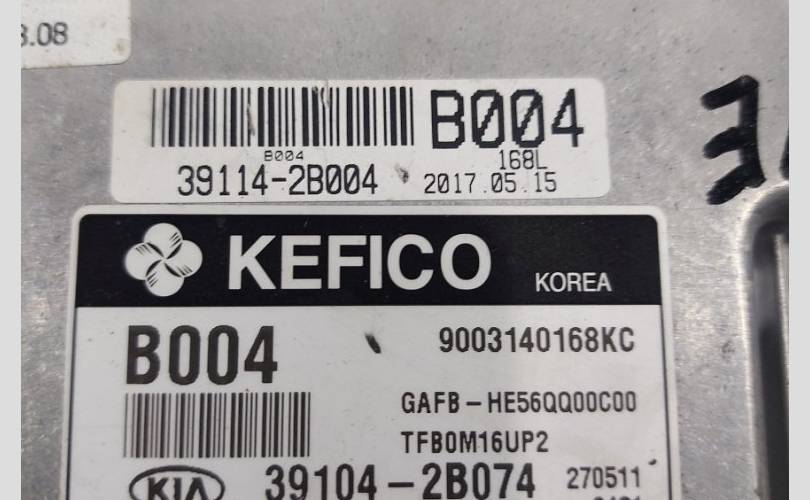 3.08
B004
B004
168L
39114-2B004
2017.05.15
KEFICO KOREA
B004
9003140168KC
GAFB-HE56QQ00C00
TFB0M16UP2
KIA
39104-2B074
270511